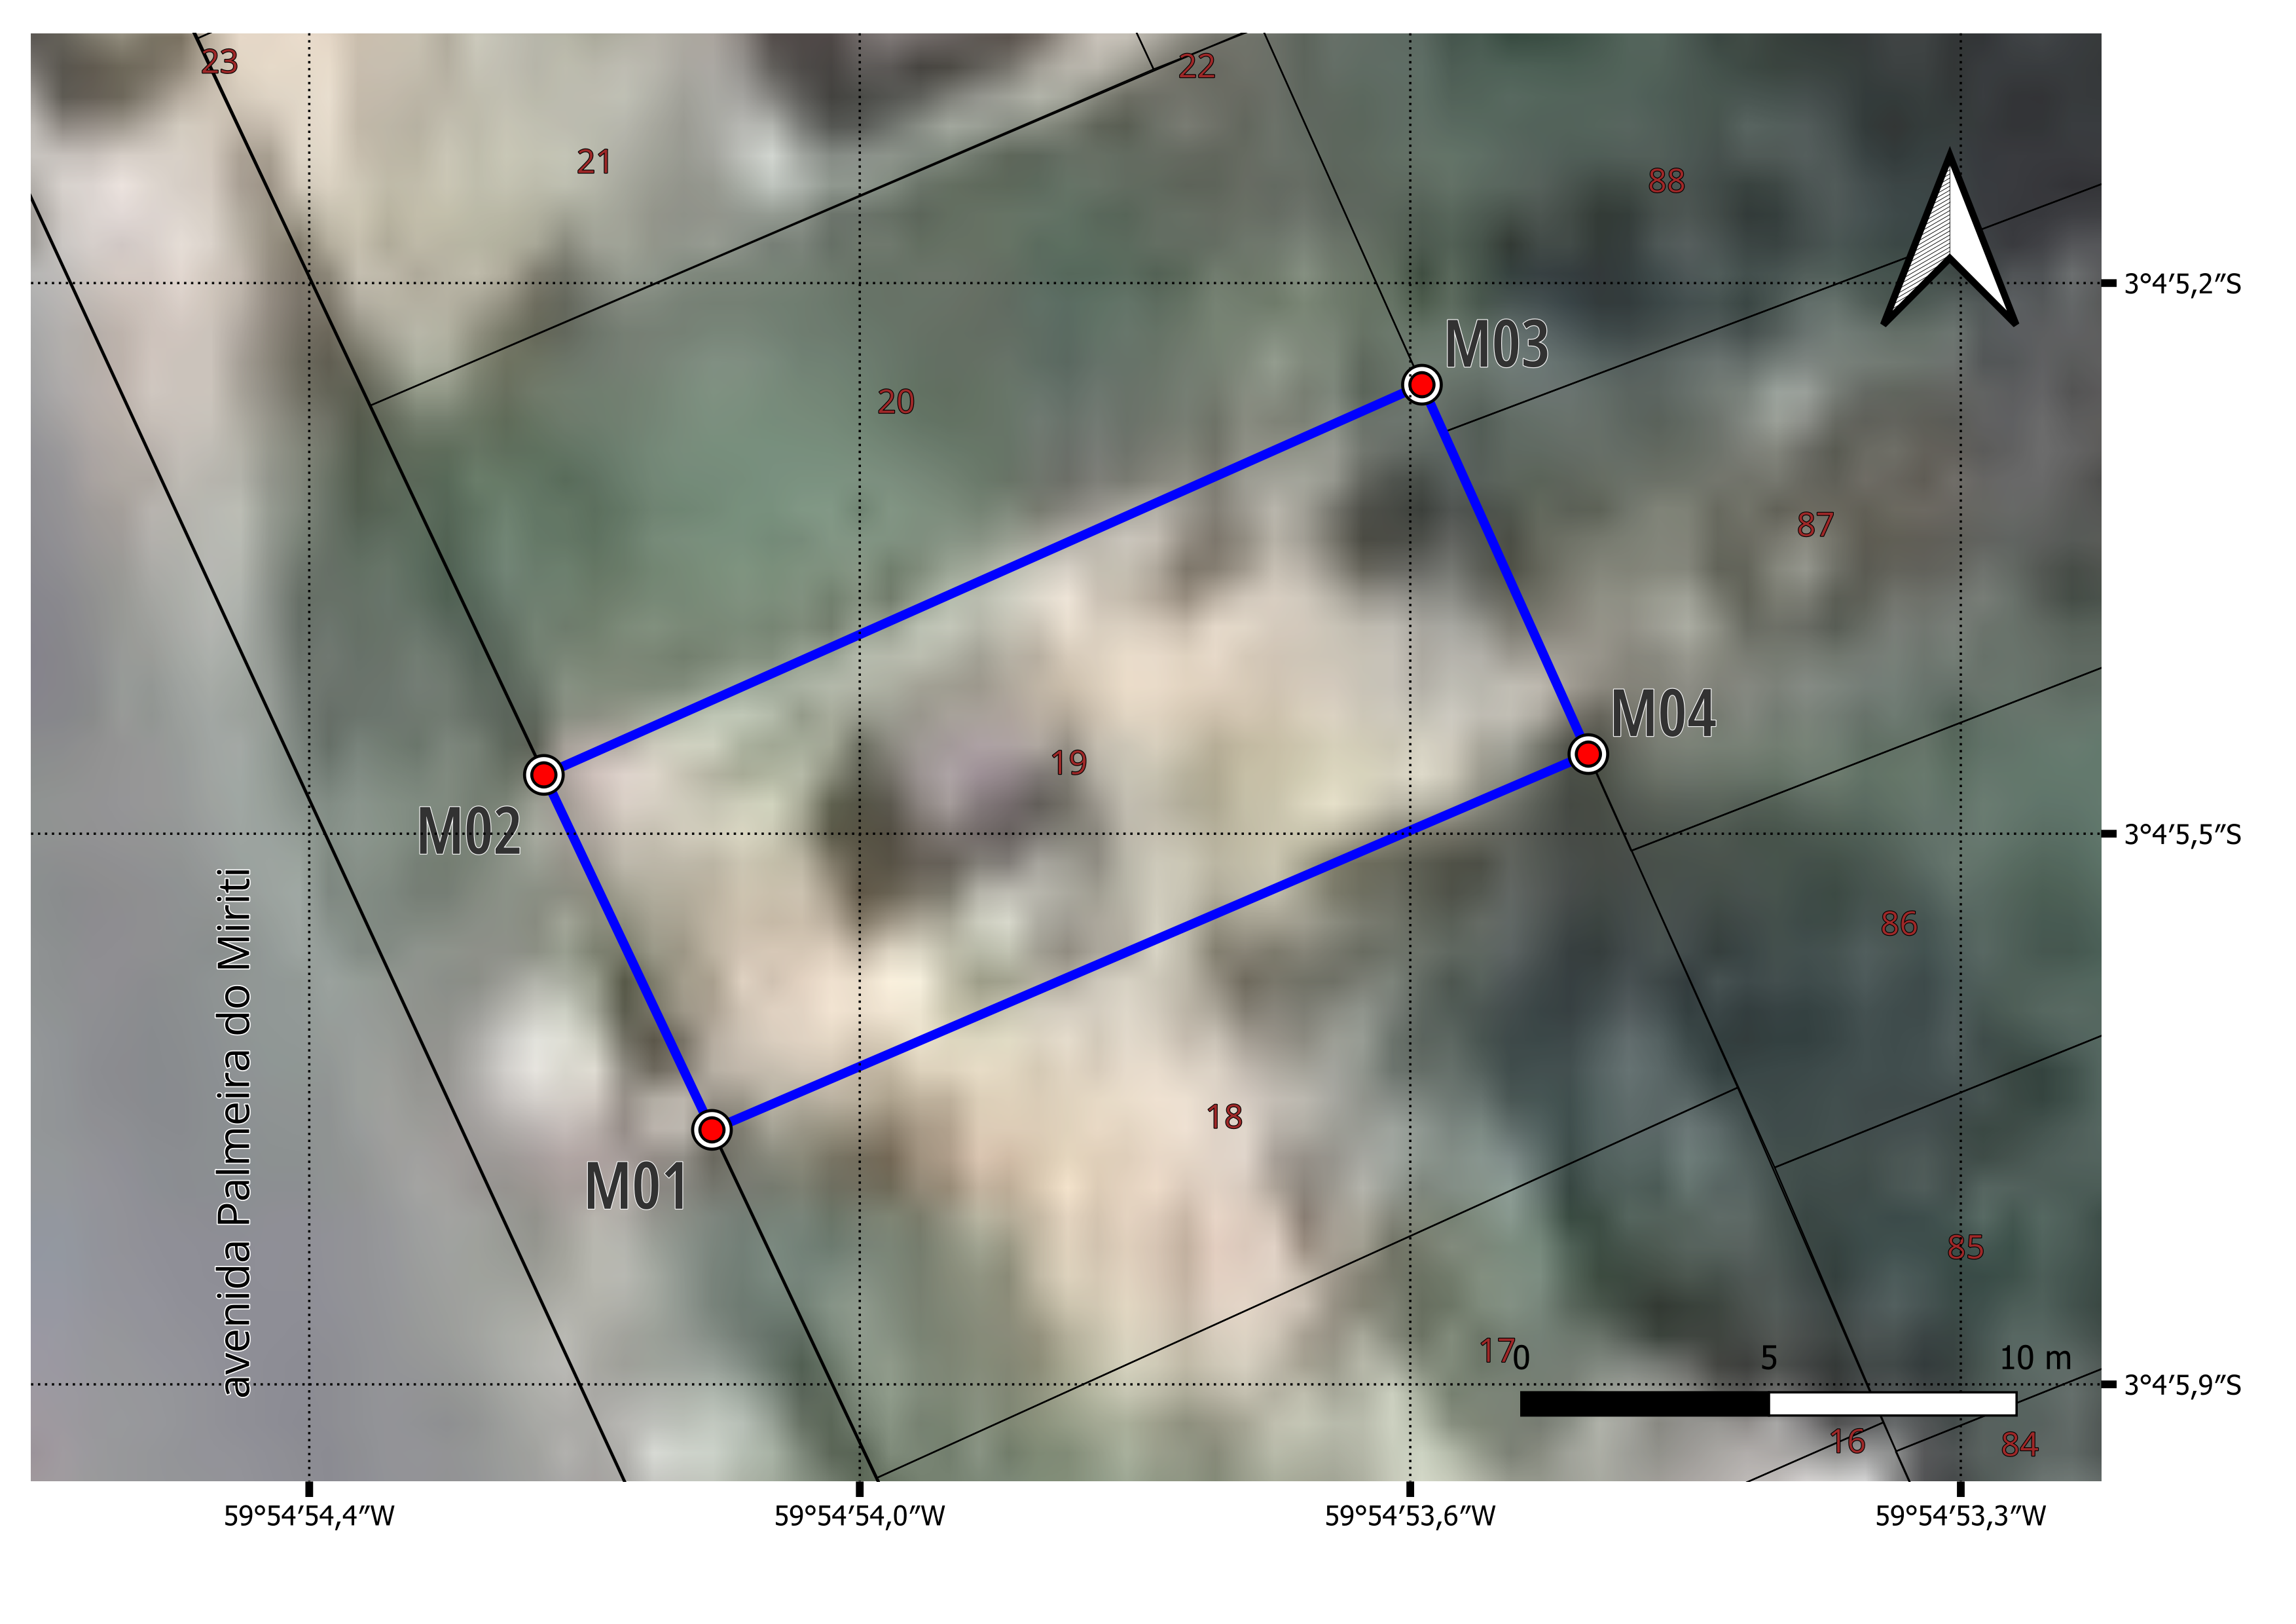 23
22
21
88
3°4′5,2″S
M03
20
87
M04
19
M02
3°4′5,5″S
avenida Palmeira do Miriti
86
18
M01
85
17
0 5 10 m
3°4′5,9″S
16
84
59°54′54,4″W
59°54′54,0″W
59°54′53,6″W
59°54′53,3″W